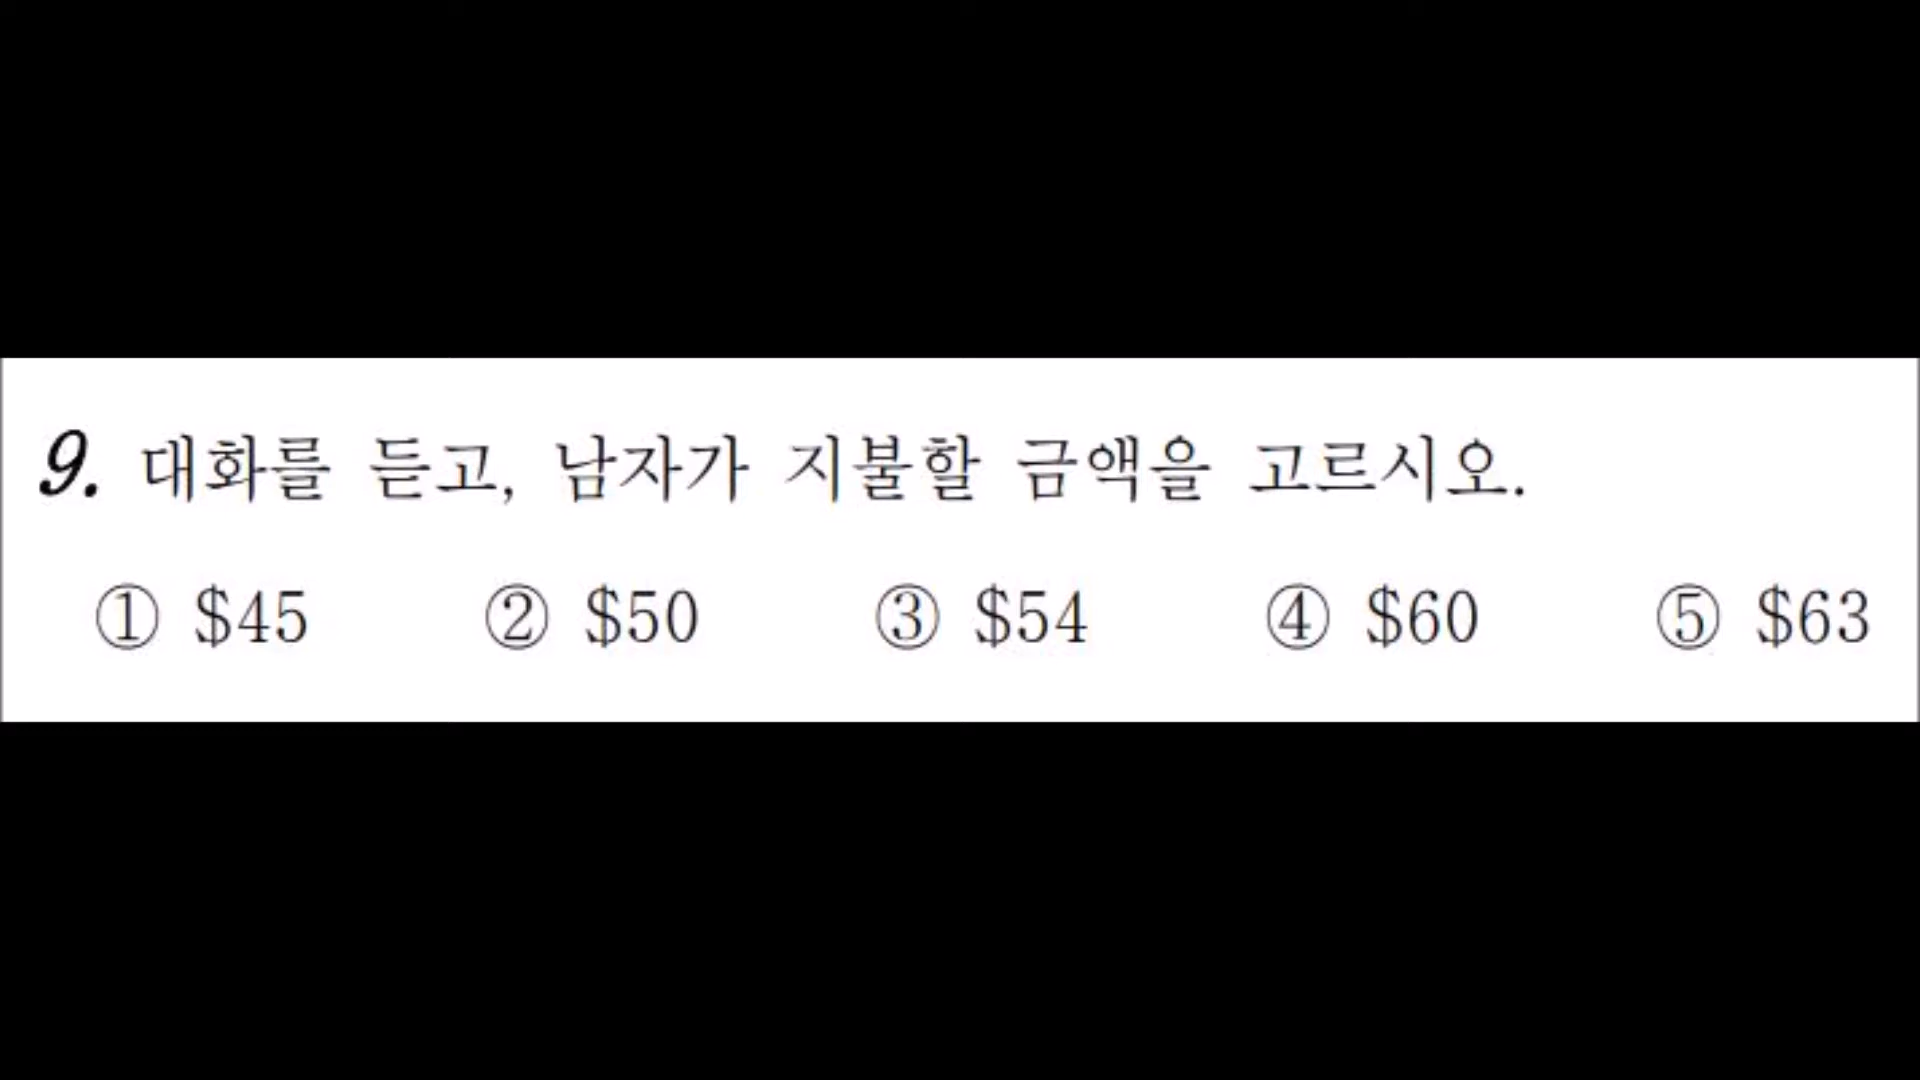 9. 대화를 듣고, 남자가 지불할 금액을 고르시오.
① $45 ② $50 ③ $54 ④ $60 ⑤ $63